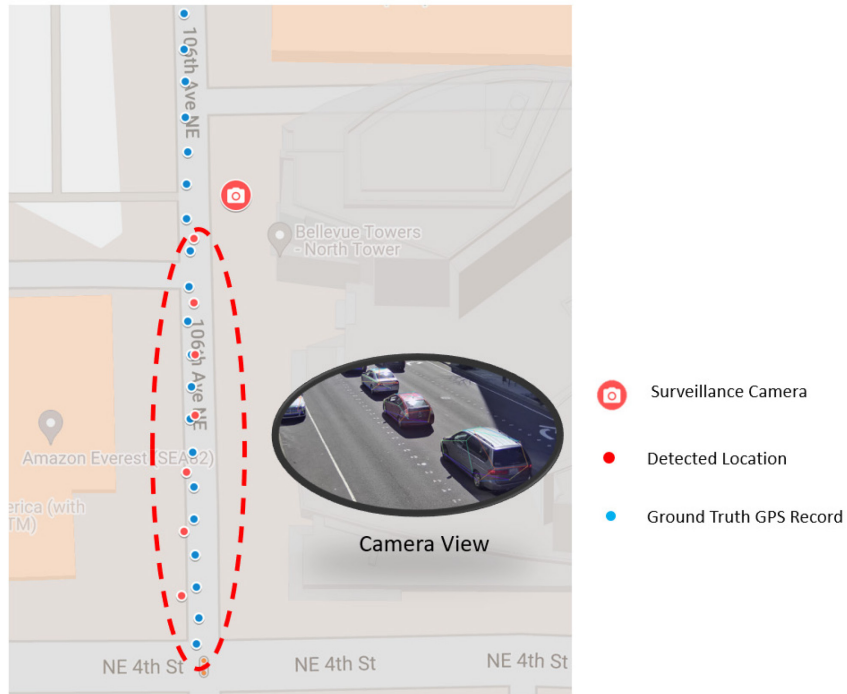 106th Ave NE
Bellevue Towers
- North Tower
106th Ave NE
Amazon Everest (SEA82)
erica (with
TM)
Camera View
NE 4th St
NE 4th St
NE 4th St
Surveillance Camera
Detected Location
Ground Truth GPS Record